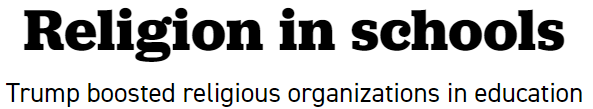 Religion in schools
Trump boosted religious organizations in education